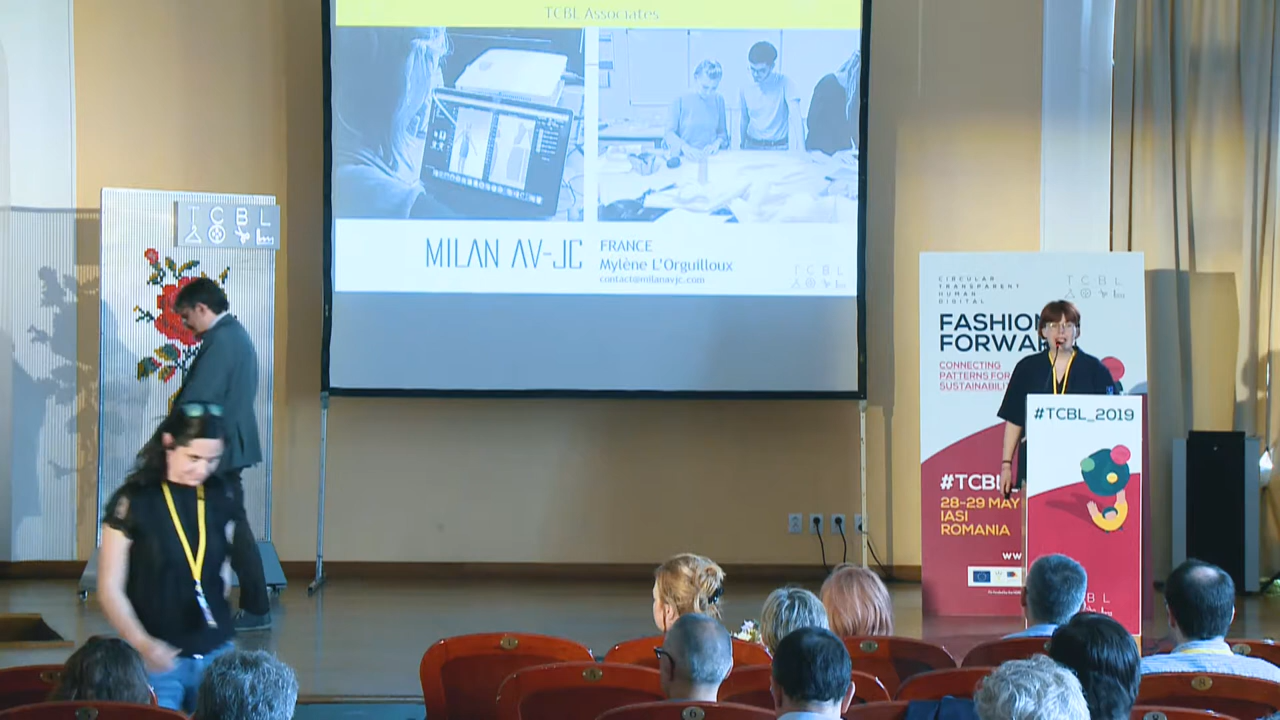 TCBL Associates
MILAN AV-JC
FRANCE
Mylène L'Orguilloux
contact@milanavjc.com
TCBL
TCBL
CIRCULAR
TRANSPARENT
HUMAN
DIGITAL
TCBL
FASHION
FORWAR
CONNECTING
PATTERNS FOR
SUSTAINABILI
#TCBL
28-29 MAY
IASI
ROMANIA
ww
#TCBL_2019